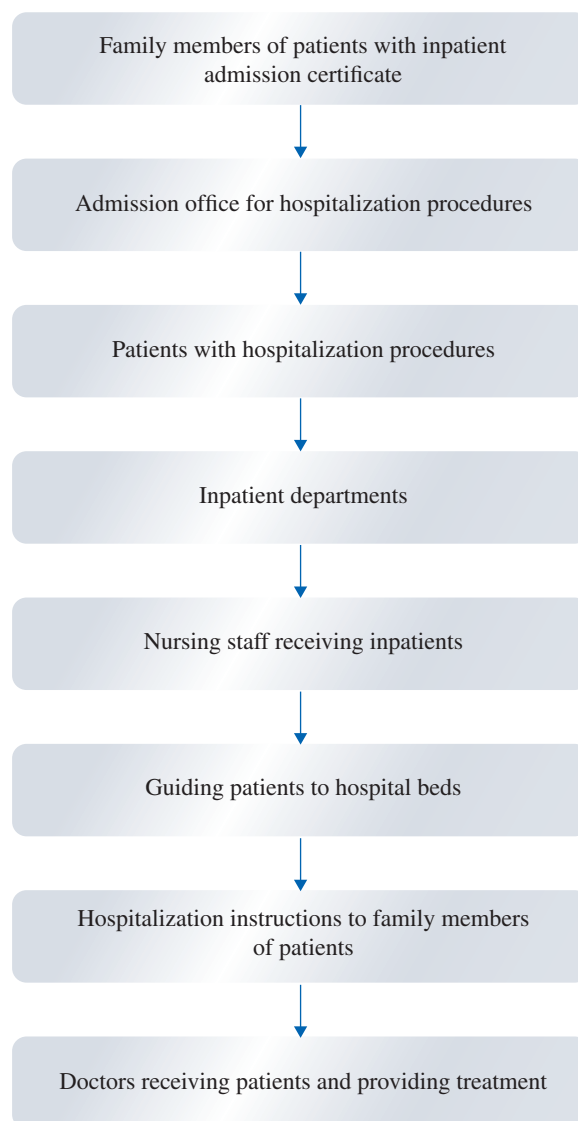 Family members of patients with inpatient
admission certificate
Admission office for hospitalization procedures
Patients with hospitalization procedures
Inpatient departments
Nursing staff receiving inpatients
Guiding patients to hospital beds
Hospitalization instructions to family members
of patients
Doctors receiving patients and providing treatment